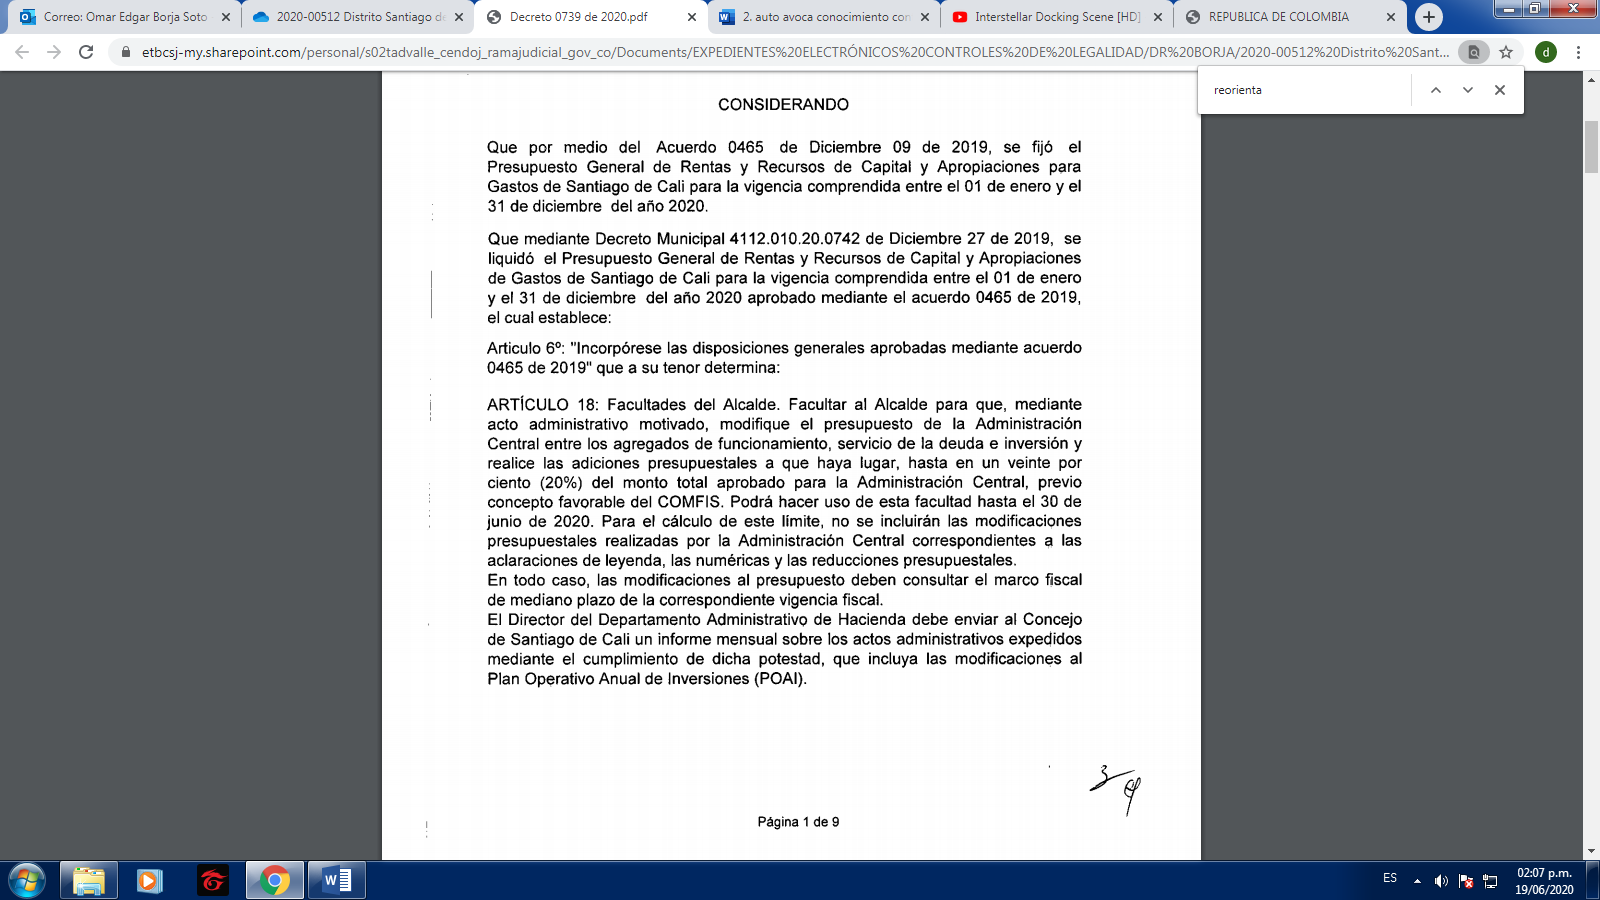 Correo: Omar Edgar Borja Soto
2020-00512 Distrito Santiago de
Decreto 0739 de 2020.pdf
2. auto avoca conocimiento con
Interstellar Docking Scene [HD]
REPUBLICA DE COLOMBIA
etbcsj-my.sharepoint.com/personal/s02tadvalle_cendoj_ramajudicial_gov_co/Documents/EXPEDIENTES%20ELECTRÓNICOS%20CONTROLES%20DE%20LEGALIDAD/DR%20BORJA/2020-00512%20Distrito%20Sant...
d
reorienta
CONSIDERANDO
Que por medio del Acuerdo 0465 de Diciembre 09 de 2019, se fijó el
Presupuesto General de Rentas y Recursos de Capital y Apropiaciones para
Gastos de Santiago de Cali para la vigencia comprendida entre el 01 de enero y el
31 de diciembre del año 2020.
Que mediante Decreto Municipal 4112.010.20.0742 de Diciembre 27 de 2019, se
liquidó el Presupuesto General de Rentas y Recursos de Capital y Apropiaciones
de Gastos de Santiago de Cali para la vigencia comprendida entre el 01 de enero
y el 31 de diciembre del año 2020 aprobado mediante el acuerdo 0465 de 2019,
el cual establece:
Articulo 6º: "Incorpórese las disposiciones generales aprobadas mediante acuerdo
0465 de 2019" que a su tenor determina:
ARTÍCULO 18: Facultades del Alcalde. Facultar al Alcalde para que, mediante
acto administrativo motivado, modifique el presupuesto de la Administración
Central entre los agregados de funcionamiento, servicio de la deuda e inversión y
realice las adiciones presupuestales a que haya lugar, hasta en un veinte por
ciento (20%) del monto total aprobado para la Administración Central, previo
concepto favorable del COMFIS. Podrá hacer uso de esta facultad hasta el 30 de
junio de 2020. Para el cálculo de este límite, no se incluirán las modificaciones
presupuestales realizadas por la Administración Central correspondientes a las
aclaraciones de leyenda, las numéricas y las reducciones presupuestales.
En todo caso, las modificaciones al presupuesto deben consultar el marco fiscal
de mediano plazo de la correspondiente vigencia fiscal.
El Director del Departamento Administrativo de Hacienda debe enviar al Concejo
de Santiago de Cali un informe mensual sobre los actos administrativos expedidos
mediante el cumplimiento de dicha potestad, que incluya las modificaciones al
Plan Operativo Anual de Inversiones (POAI).
Página 1 de 9
ES
02:07 p.m.
19/06/2020